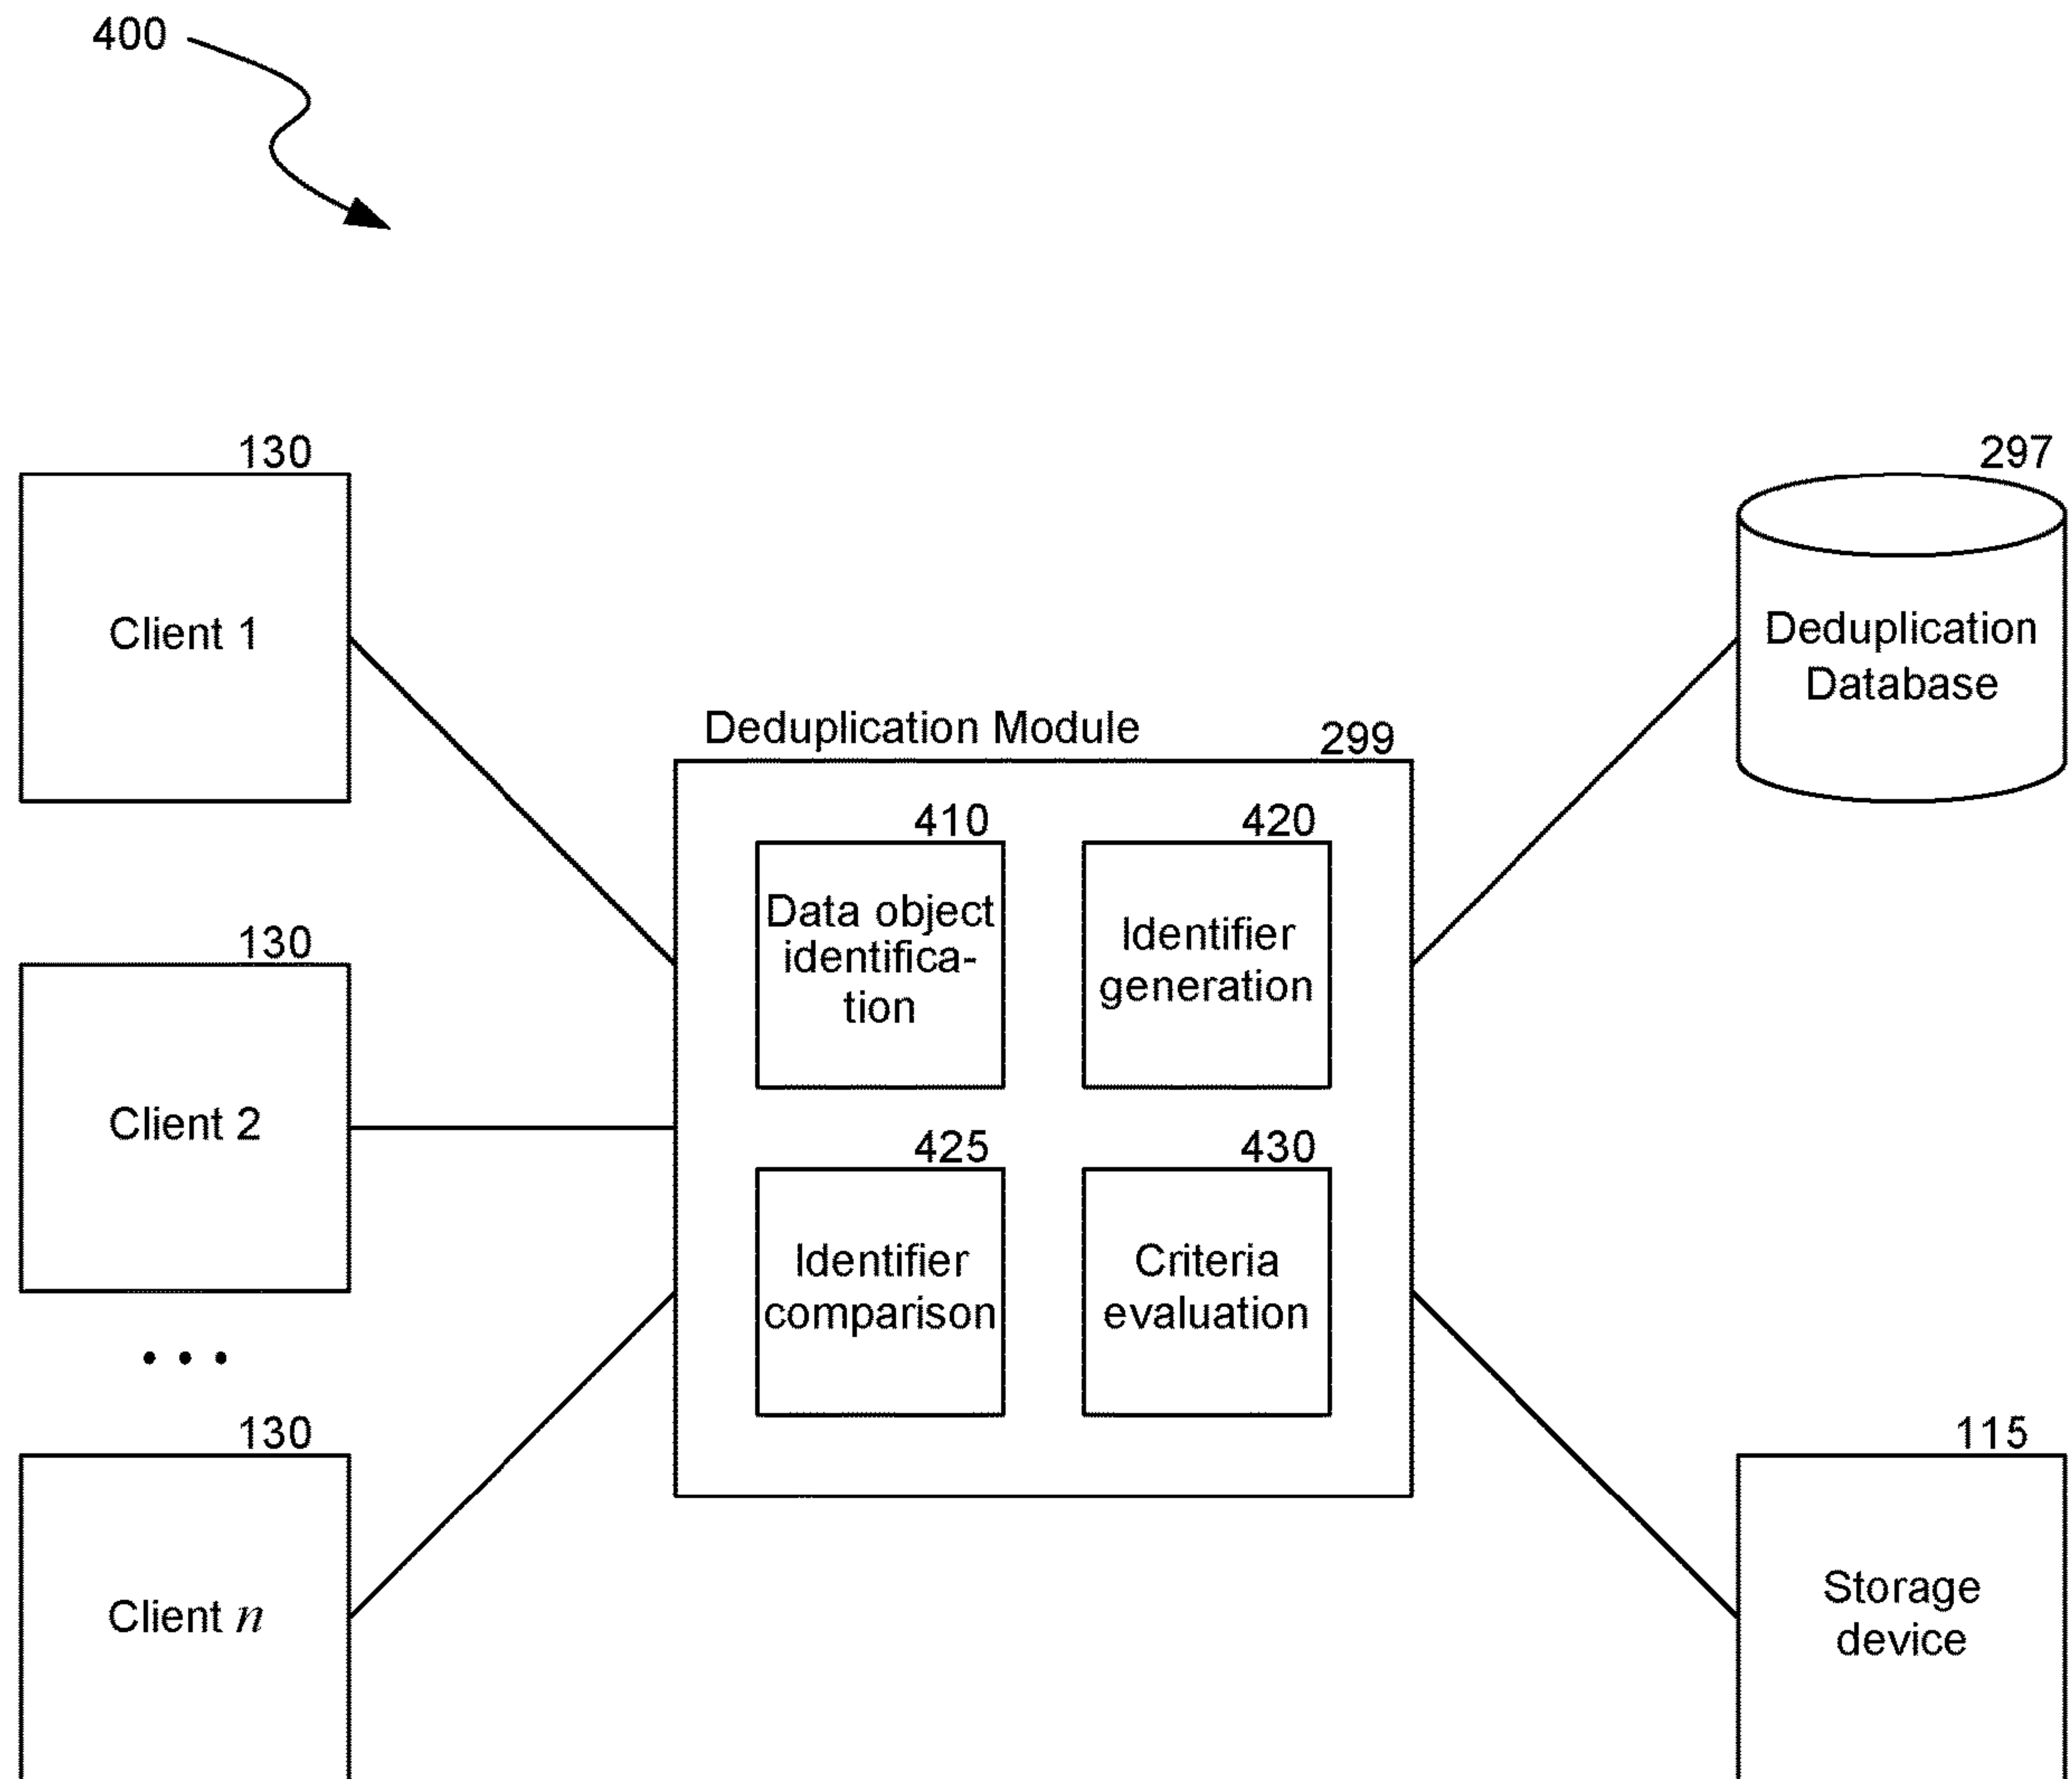 400
130
Client 1
130
Client 2
• • •
130
Client n
Deduplication Module
299
410
Data object
identifica-
tion
420
Identifier
generation
425
Identifier
comparison
430
Criteria
evaluation
297
Deduplication
Database
115
Storage
device